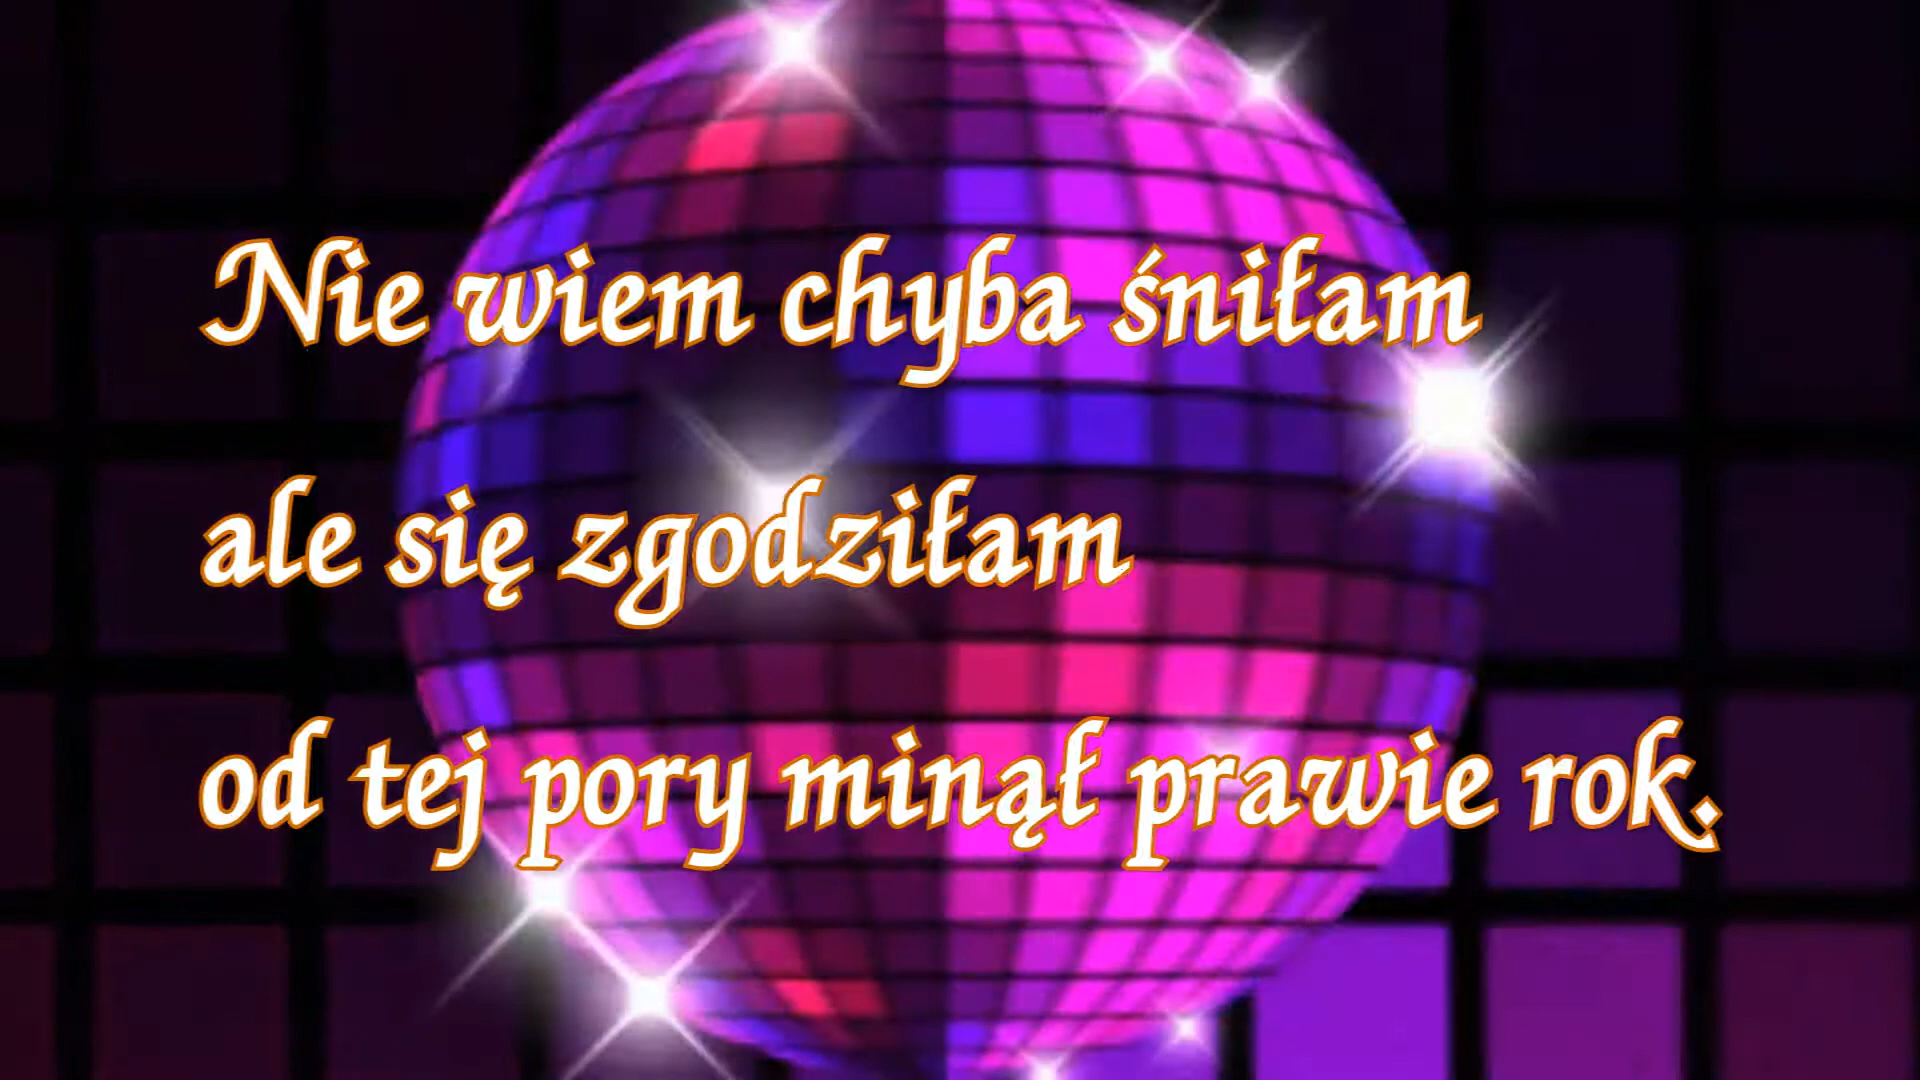 Nie wiem chyba śniłam
ale się zgodziłam
od tej pory minął prawie rok.